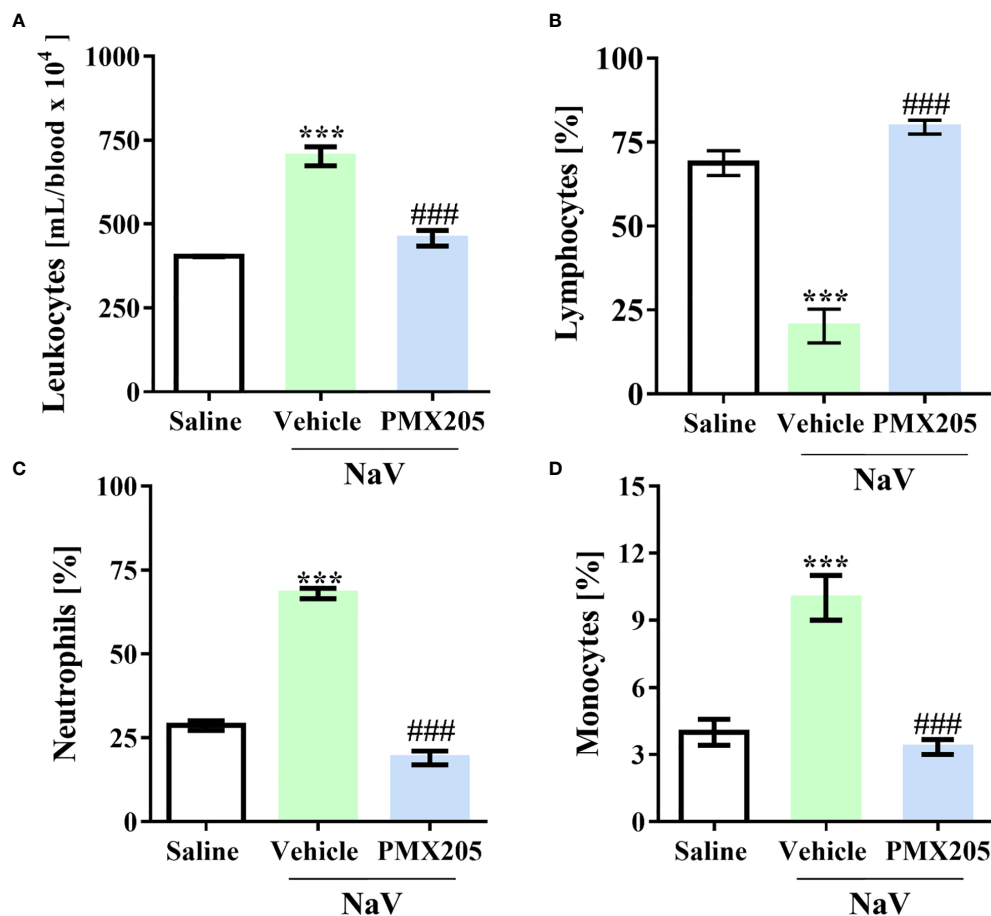 A
Leukocytes [mL/blood x 10⁴]
1000
750
500
250
0
***
###
Saline Vehicle PMX205
NaV
B
Lymphocytes [%]
100
75
50
25
0
***
###
Saline Vehicle PMX205
NaV
C
Neutrophils [%]
100
75
50
25
0
***
###
Saline Vehicle PMX205
NaV
D
Monocytes [%]
15
12
9
6
3
0
***
###
Saline Vehicle PMX205
NaV